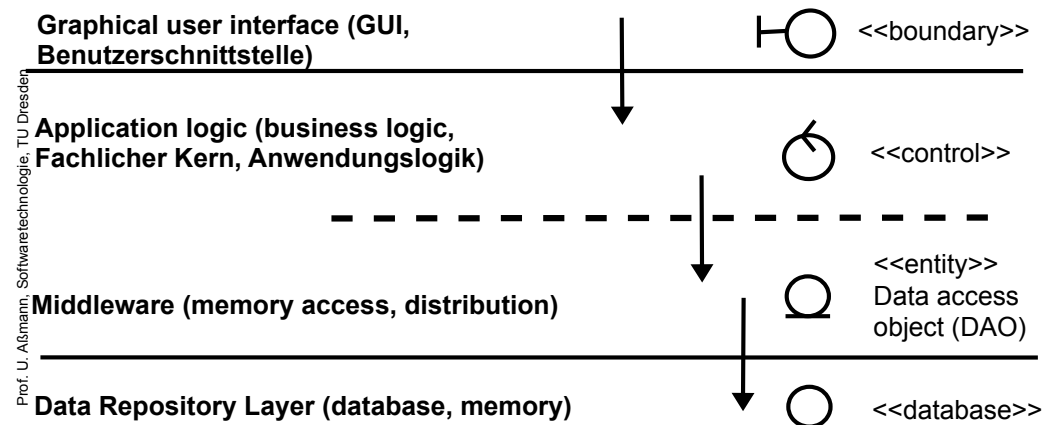 Graphical user interface (GUI,
Benutzerschnittstelle)
<<boundary>>
Application logic (business logic,
Fachlicher Kern, Anwendungslogik)
<<control>>
Middleware (memory access, distribution)
<<entity>>
Data access
object (DAO)
Data Repository Layer (database, memory)
<<database>>
Prof. U. Aßmann, Softwaretechnologie, TU Dresden